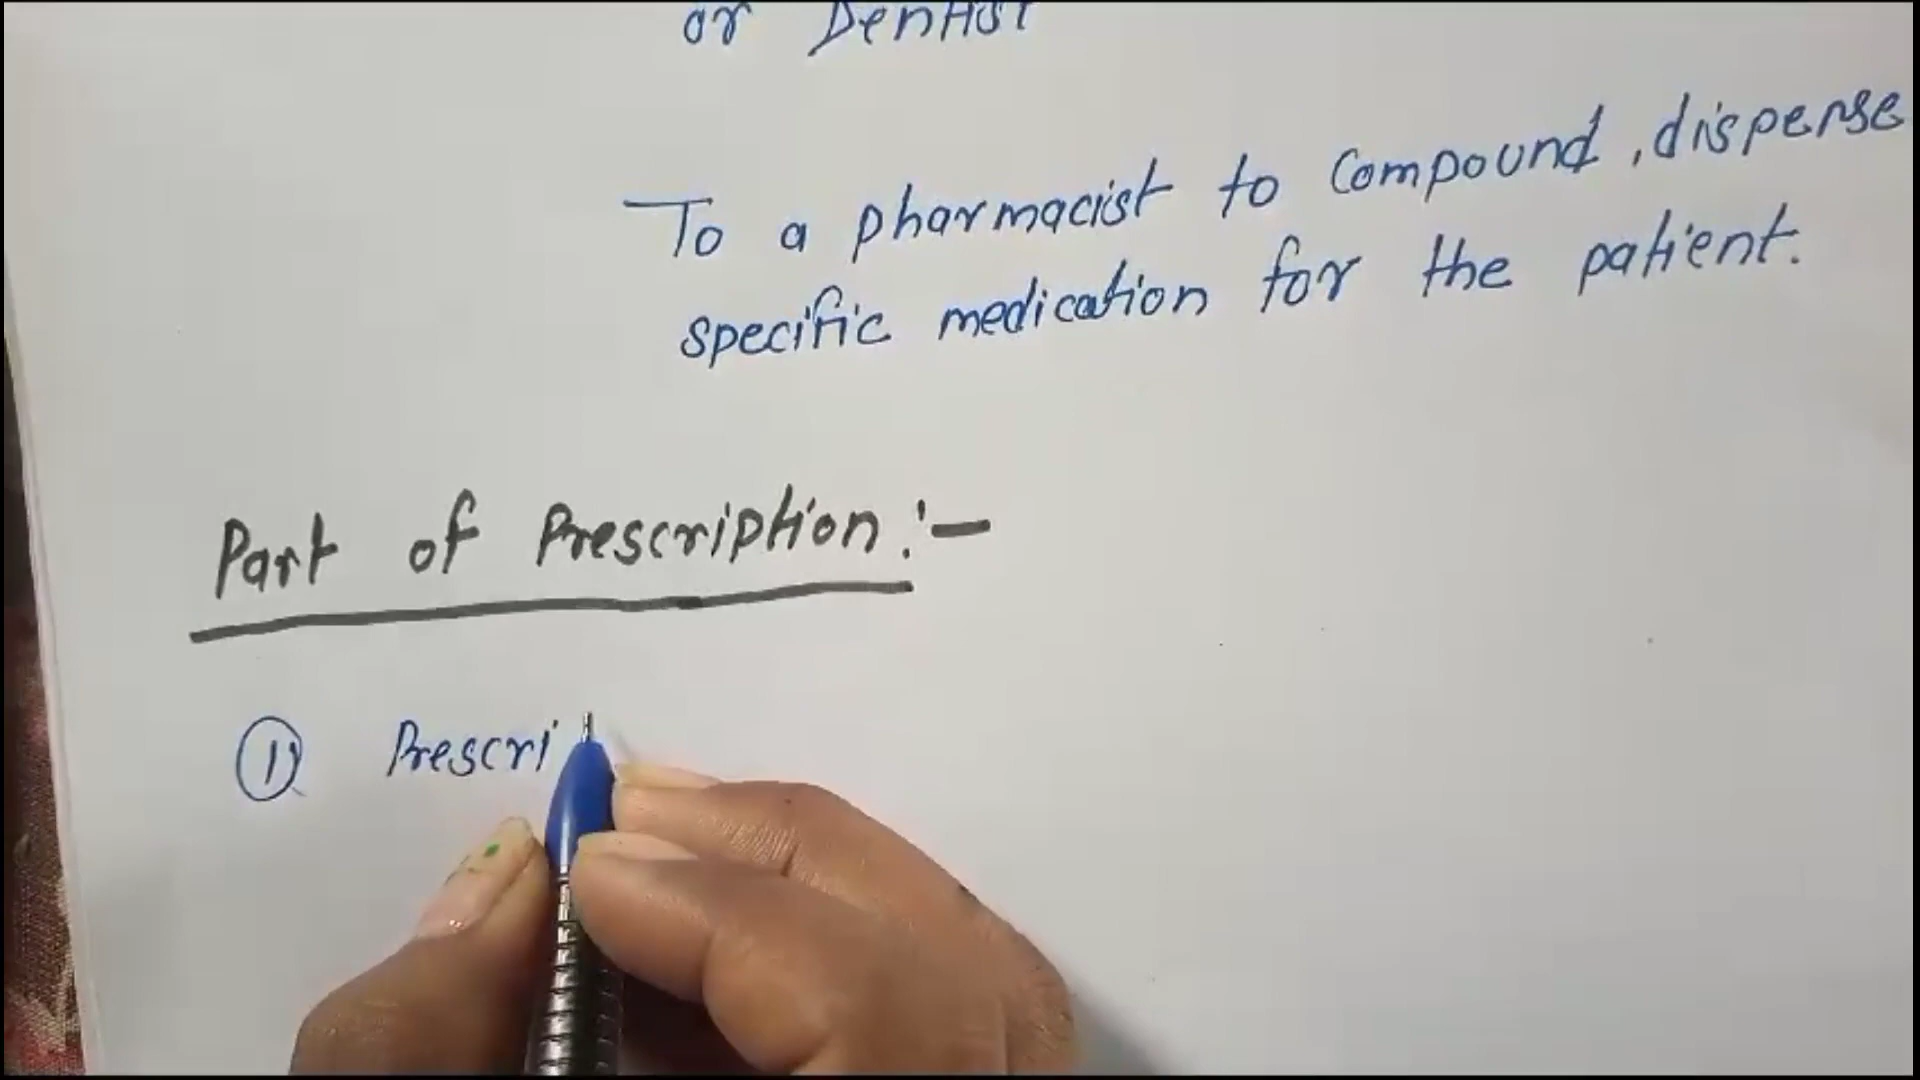 or Dentist
To a pharmacist to compound, dispense
specific medication for the patient.
Part of Prescription :-
1) Prescri